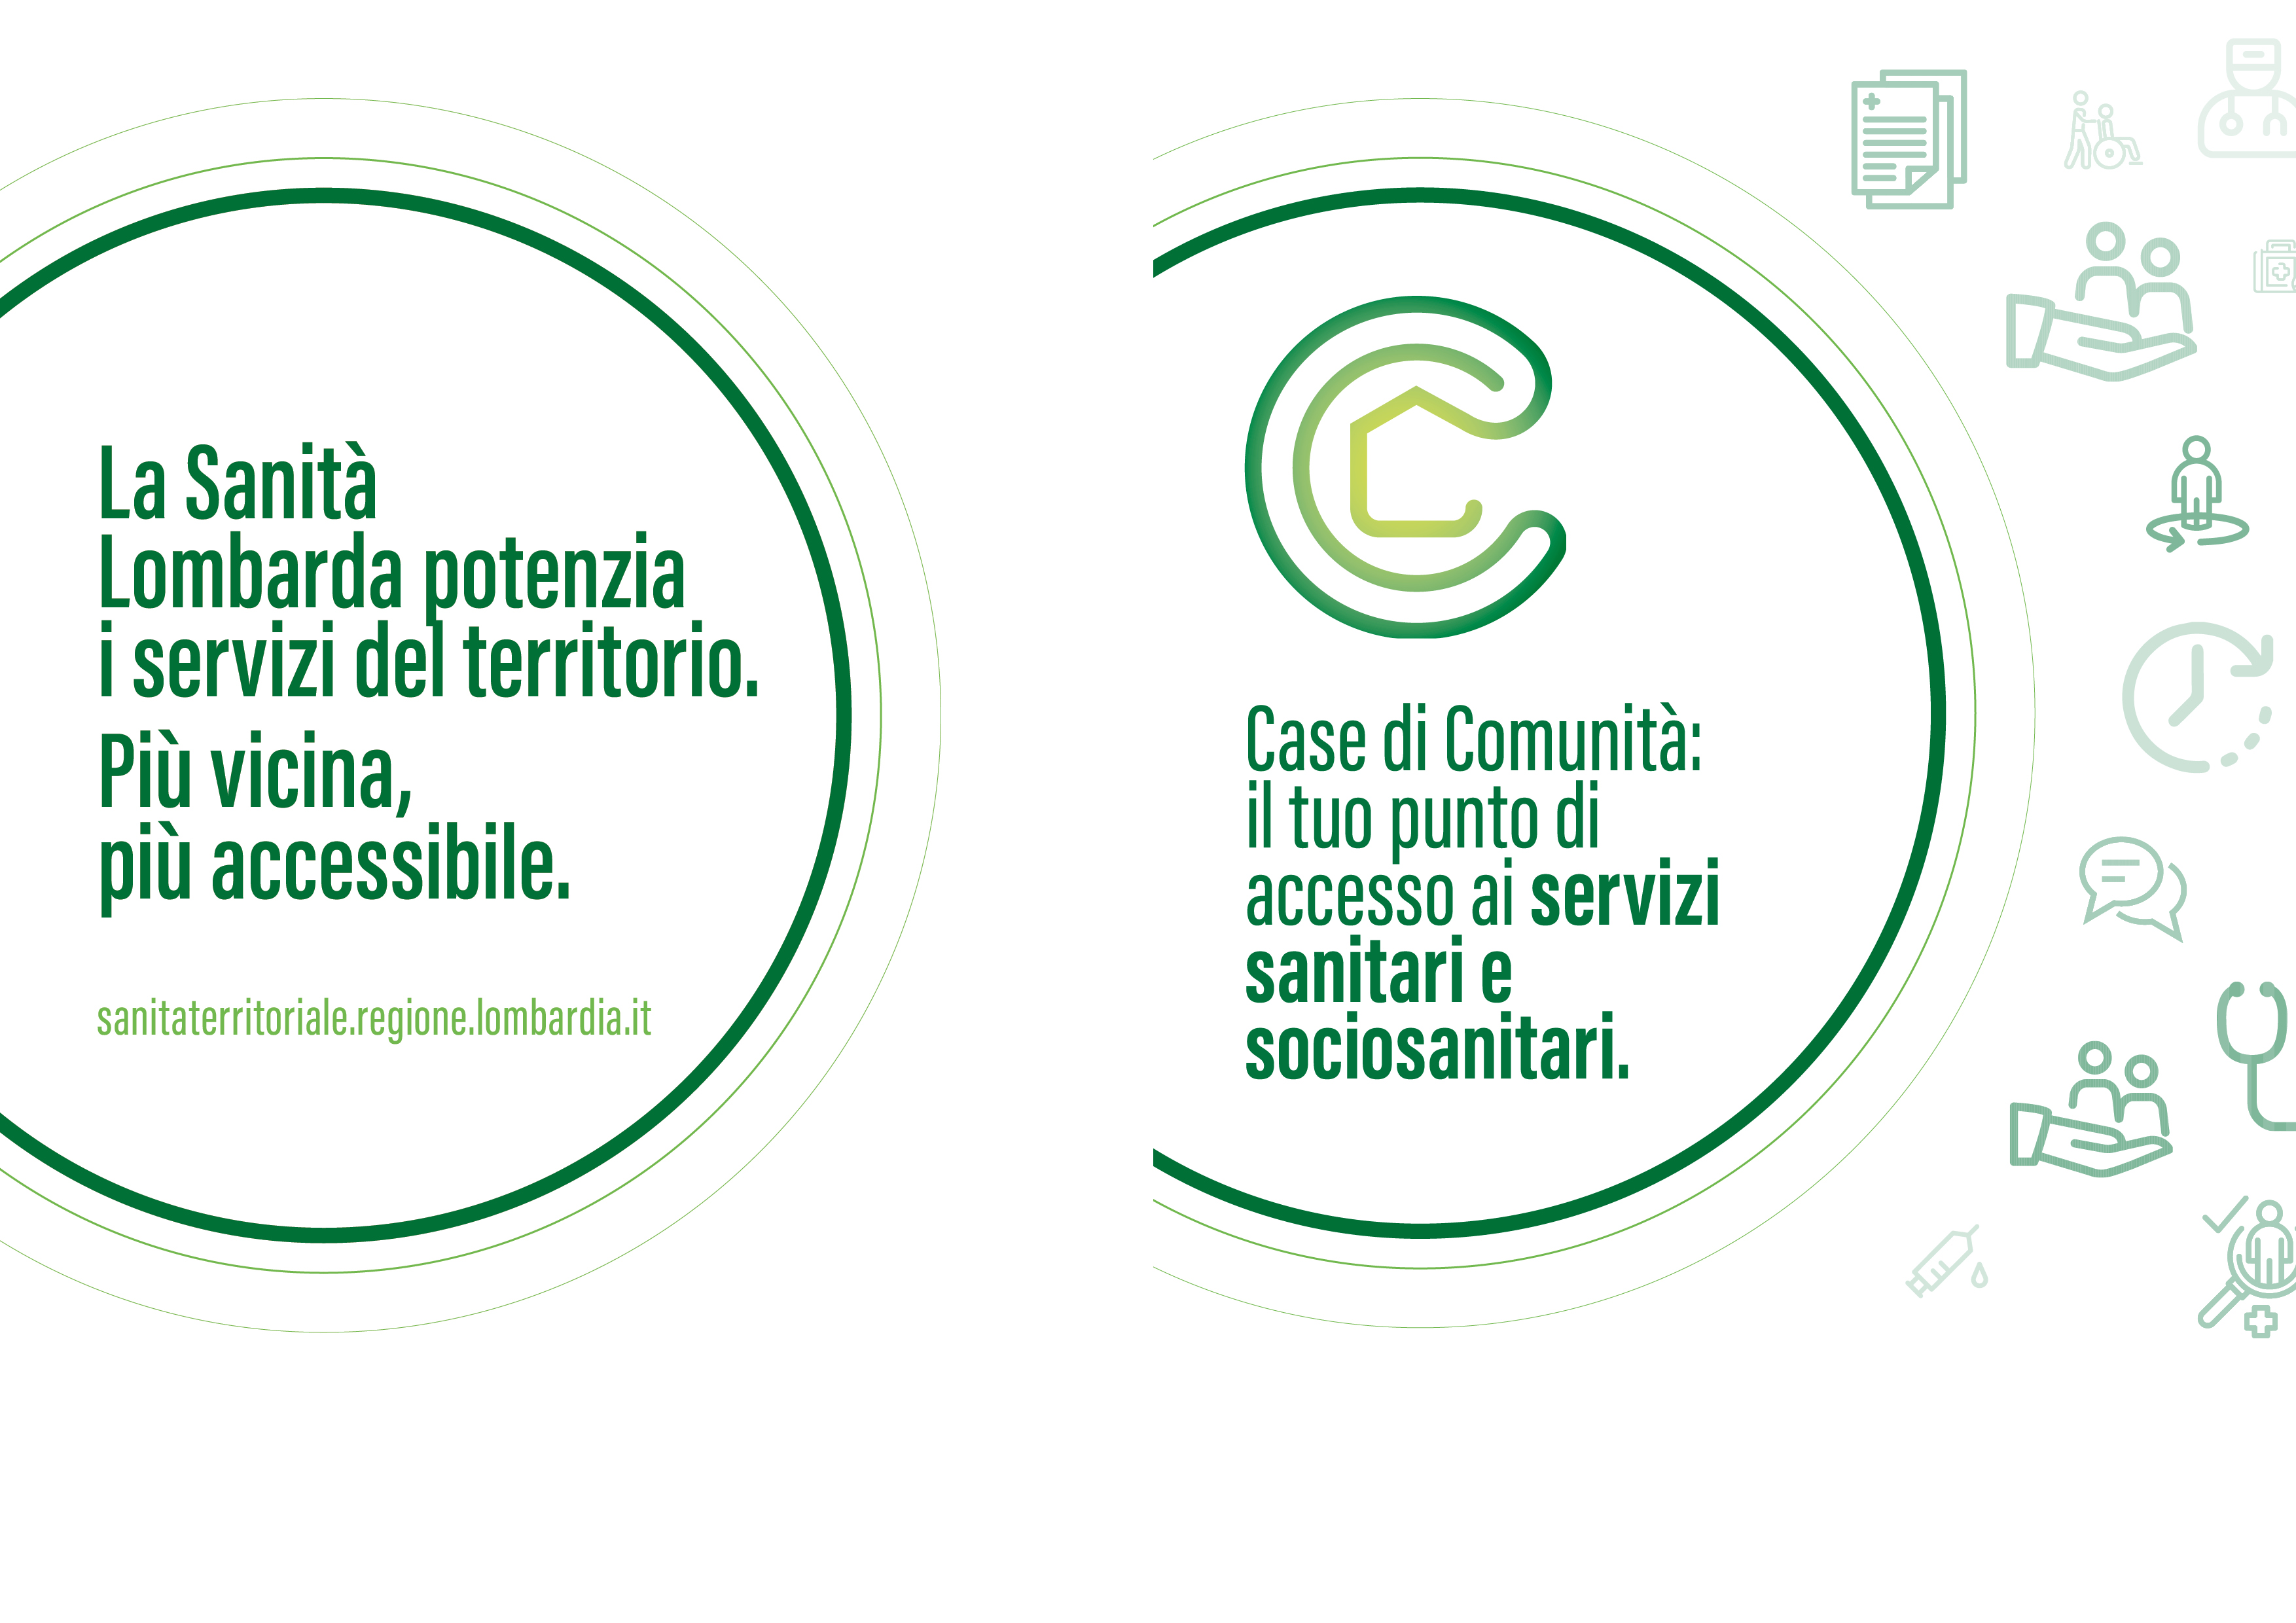 La Sanità
Lombarda potenzia
i servizi del territorio.
Più vicina,
più accessibile.
sanitaterritoriale.regione.lombardia.it
Case di Comunità:
il tuo punto di
accesso ai servizi
sanitari e
sociosanitari.